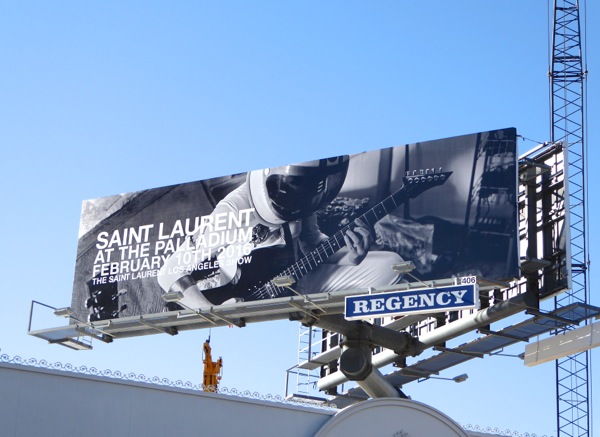 SAINT LAURENT
AT THE PALLADIUM
FEBRUARY 10TH 2016
THE SAINT LAURENT LOS ANGELES SHOW
406
REGENCY